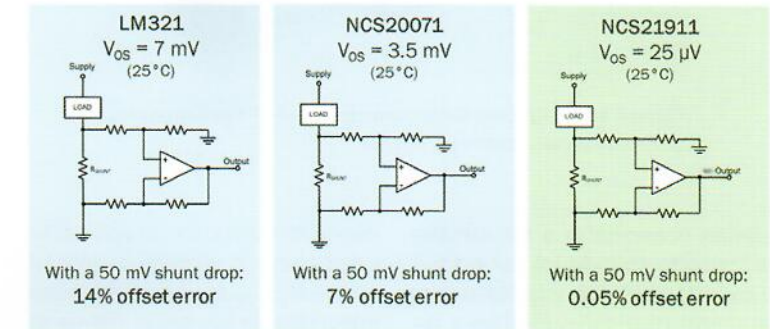 LM321
V_OS = 7 mV
(25°C)
Supply
LOAD
R_SHUNT
+
-
Output
With a 50 mV shunt drop:
14% offset error
NCS20071
V_OS = 3.5 mV
(25°C)
Supply
LOAD
R_SHUNT
+
-
Output
With a 50 mV shunt drop:
7% offset error
NCS21911
V_OS = 25 µV
(25°C)
Supply
LOAD
R_SHUNT
+
-
Output
With a 50 mV shunt drop:
0.05% offset error